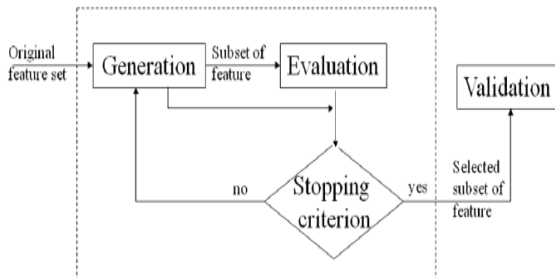 Original
feature set
Generation
Subset of
feature
Evaluation
Validation
Stopping
criterion
no
yes
Selected
subset of
feature